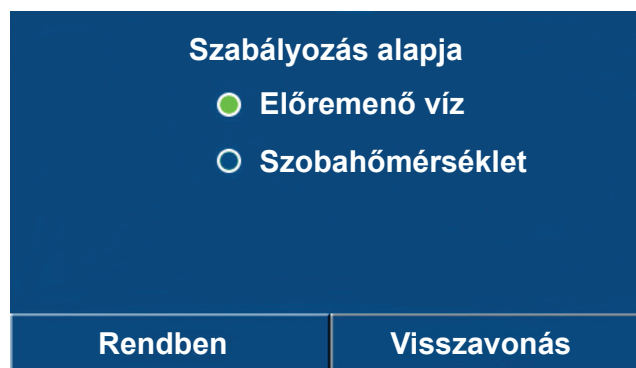 Szabályozás alapja
Előremenő víz
Szobahőmérséklet
Rendben Visszavonás